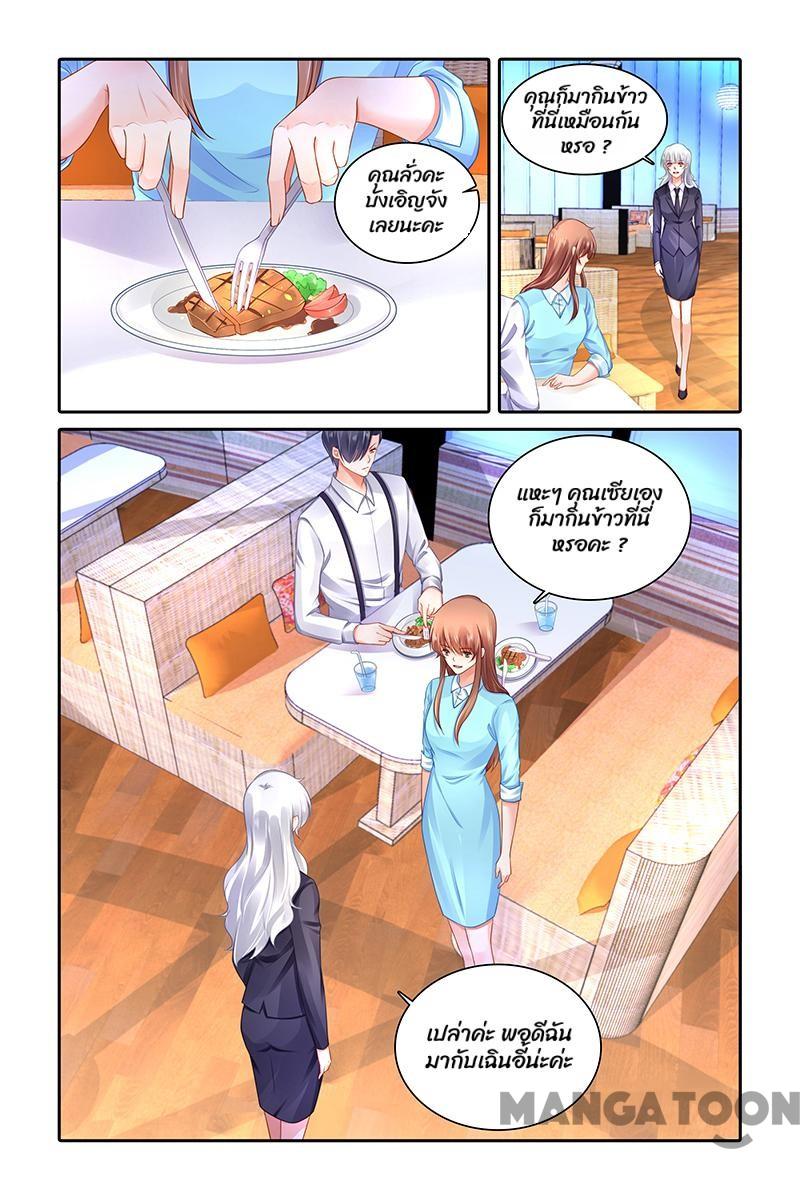 คุณลั่วคะ
บังเอิญจัง
เลยนะคะ
คุณก็มากินข้าว
ที่นี่เหมือนกัน
หรอ ?
แหะๆ คุณเซียเอง
ก็มากินข้าวที่นี่
หรอคะ ?
เปล่าค่ะ พอดีฉัน
มากับเฉินอี้น่ะค่ะ
MANGATOON